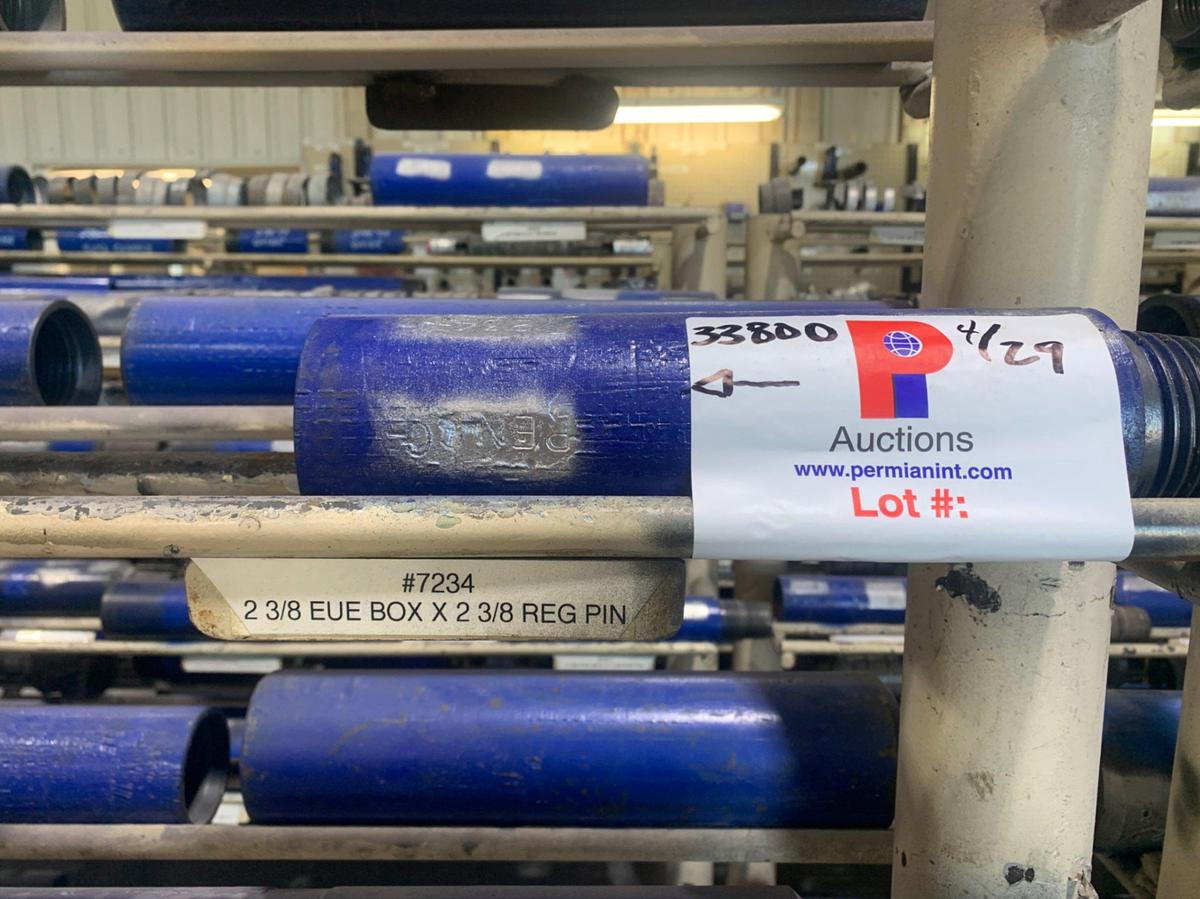 33800
P
4/29
Auctions
www.permianint.com
Lot #:
#7234
2 3/8 EUE BOX X 2 3/8 REG PIN